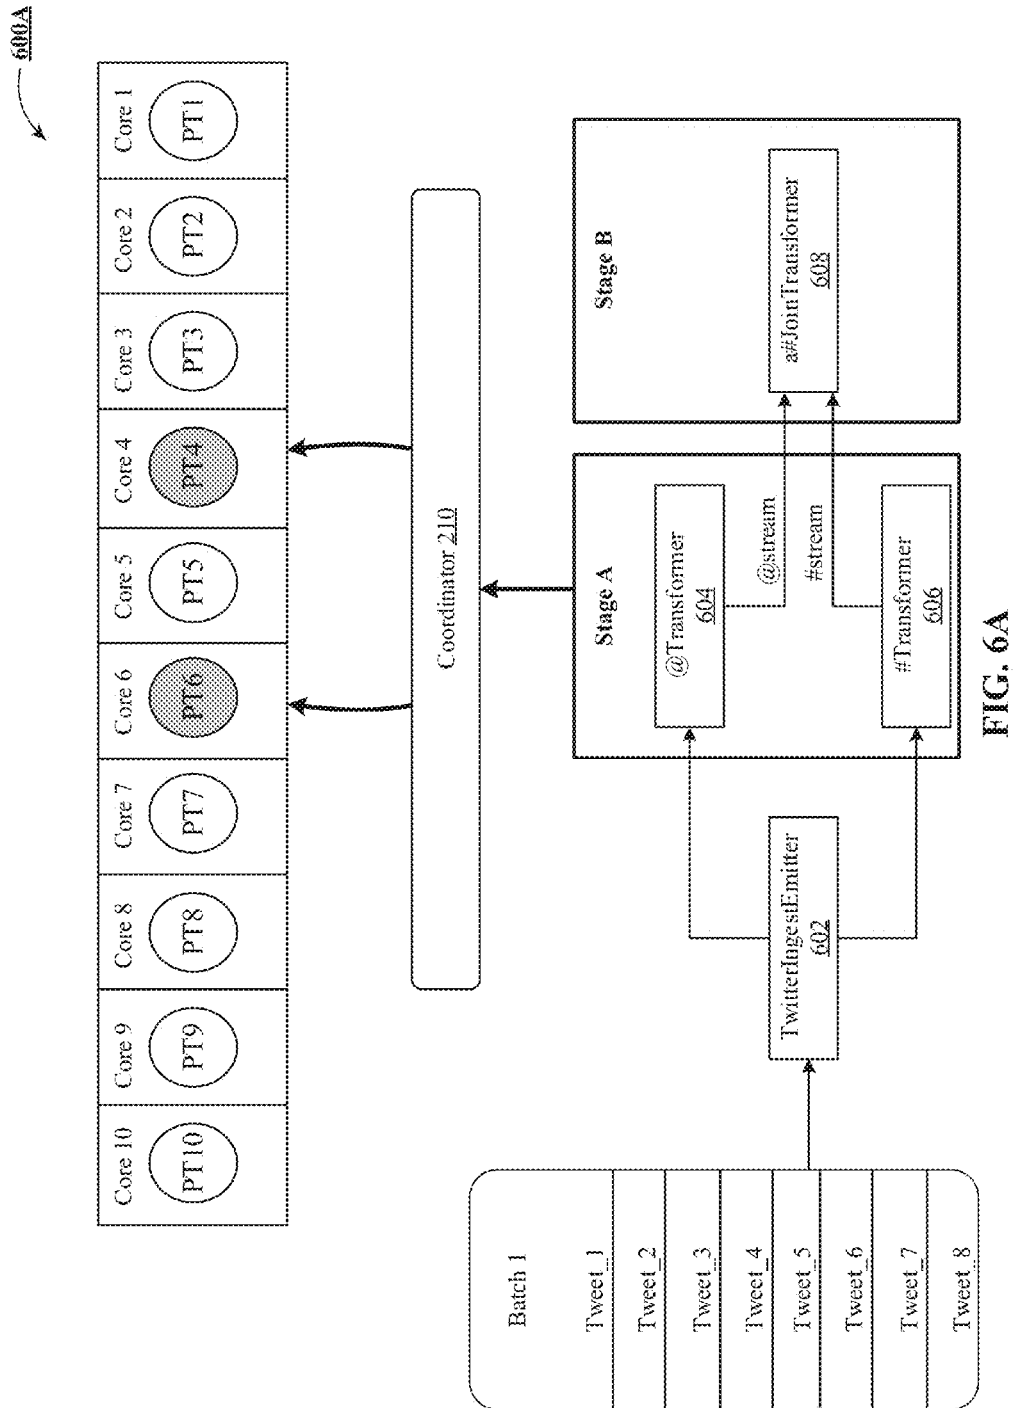 600A
Core 10
Core 9
Core 8
Core 7
Core 6
Core 5
Core 4
Core 3
Core 2
Core 1
PT10
PT9
PT8
PT7
PT6
PT5
PT4
PT3
PT2
PT1
Coordinator 210
Batch 1
Tweet_1
Tweet_2
Tweet_3
Tweet_4
Tweet_5
Tweet_6
Tweet_7
Tweet_8
TwitterIngestEmitter
602
Stage A
@Transformer
604
@stream
#stream
#Transformer
606
Stage B
a#JoinTransformer
608
FIG. 6A